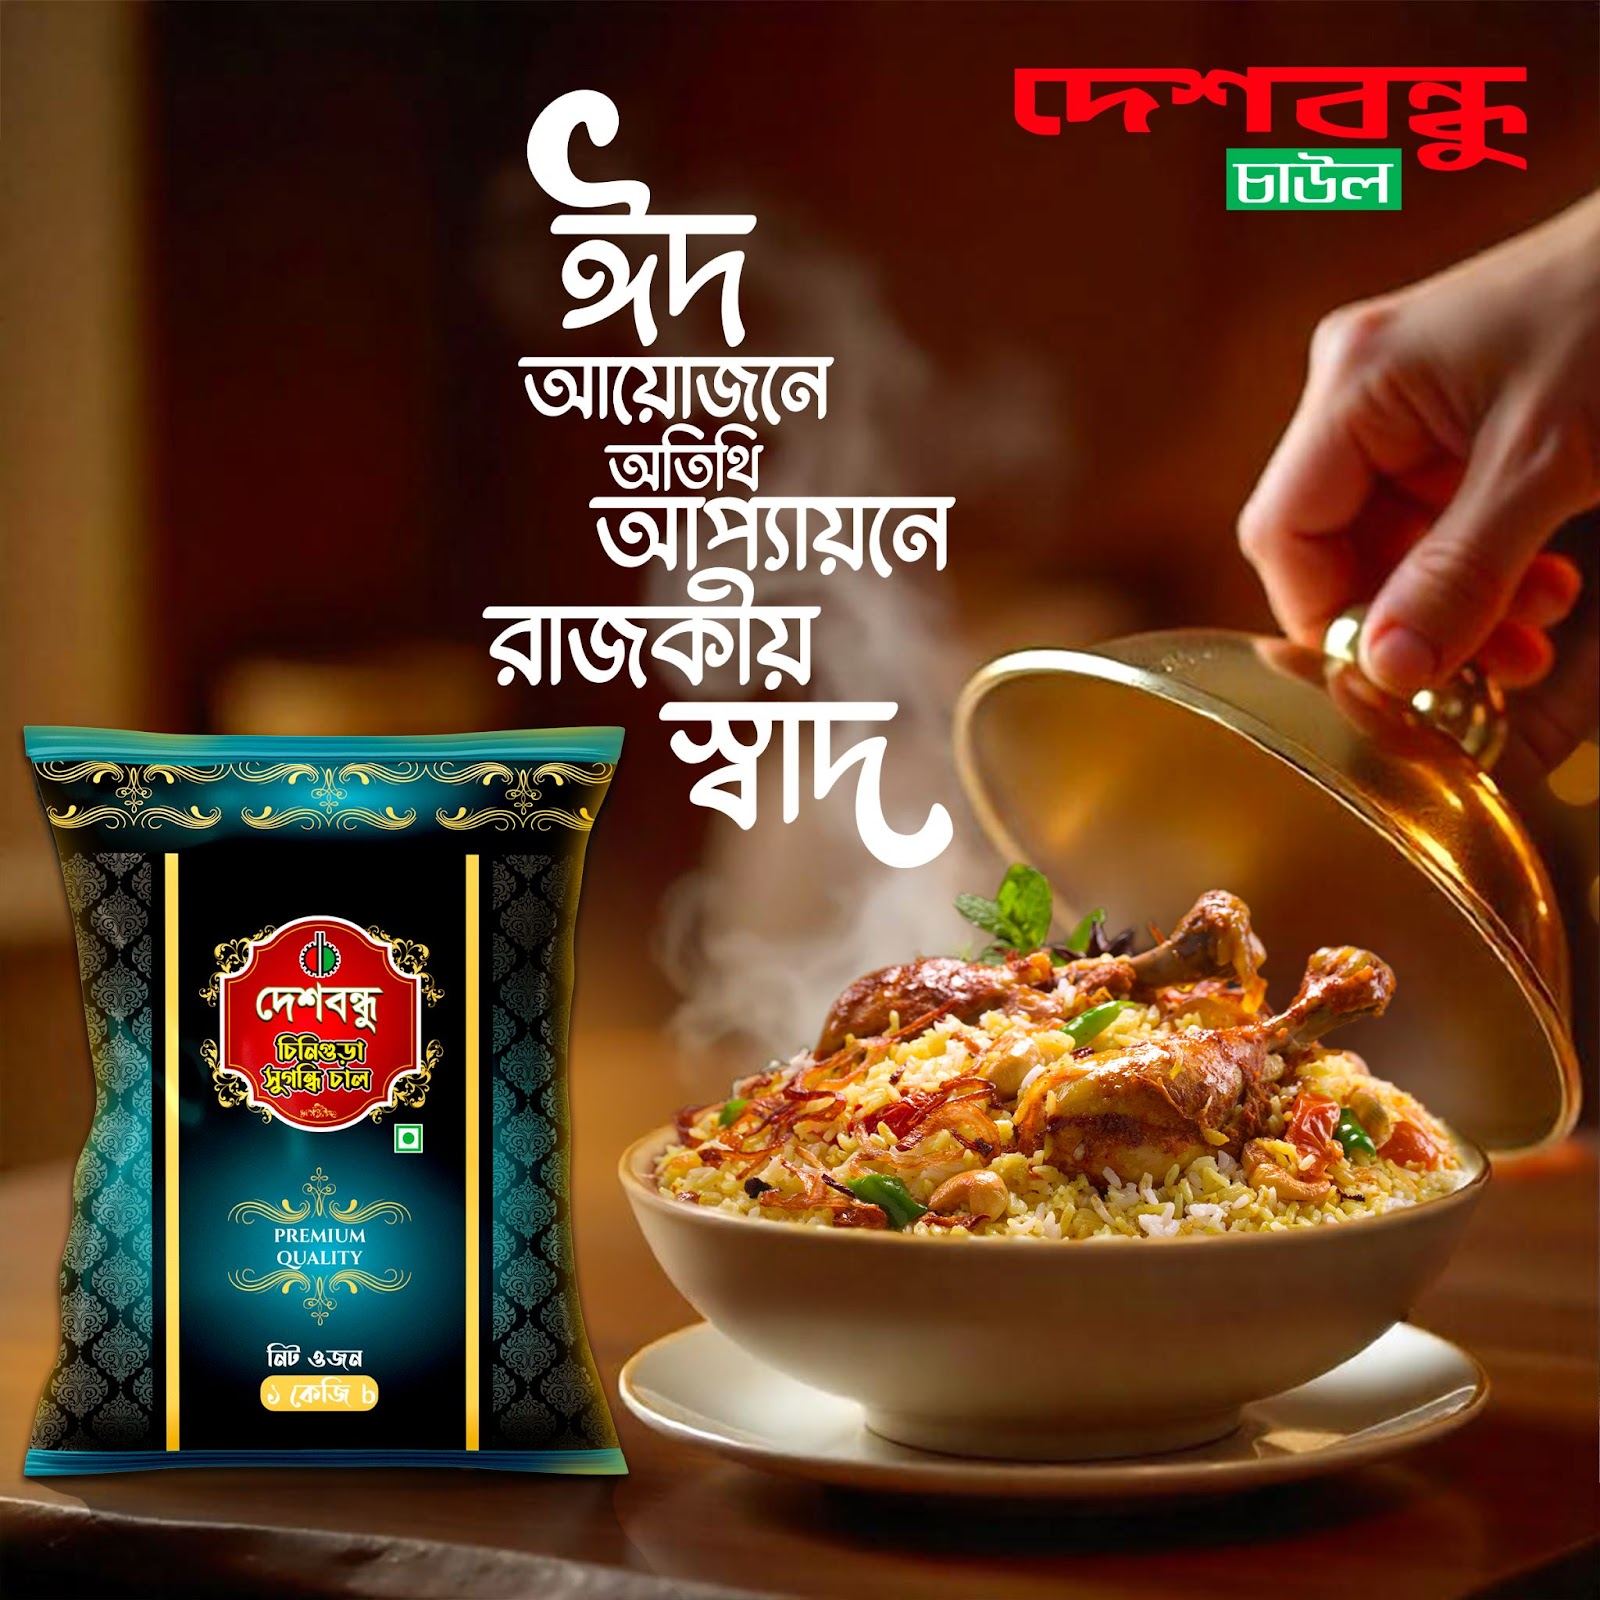 দেশবন্ধু
চাউল
ঈদ
আয়োজনে
অতিথি
আপ্যায়নে
রাজকীয়
স্বাদ
দেশবন্ধু
চিনিগুড়া
সুগন্ধি চাল
PREMIUM
QUALITY
নিট ওজন
১ কেজি